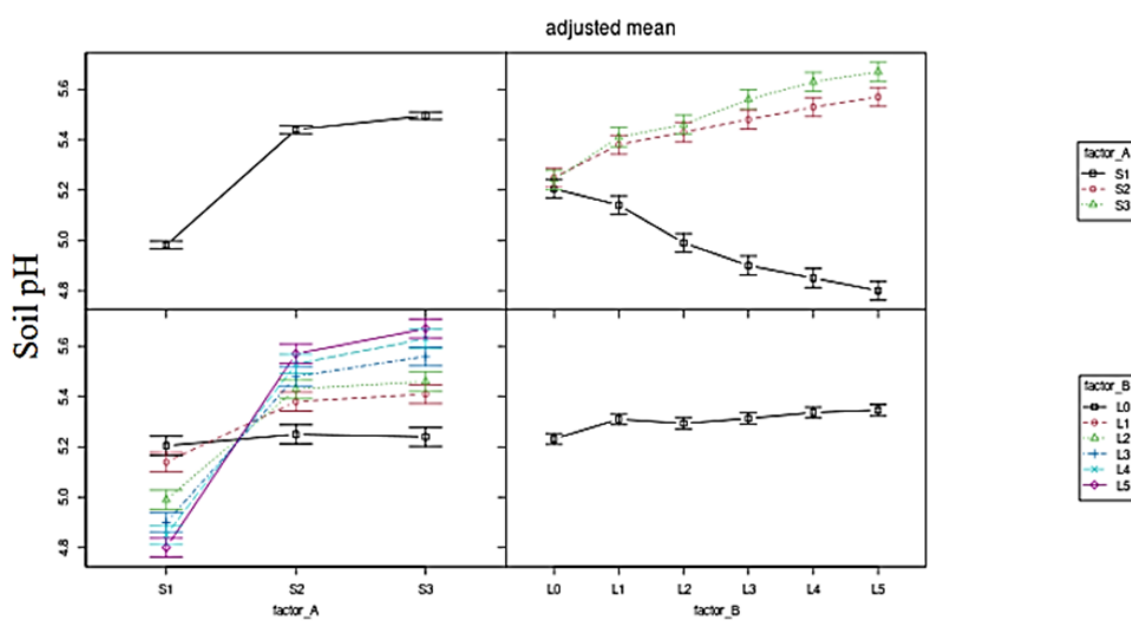 adjusted mean
Soil pH
5.6
5.4
5.2
5.0
4.8
5.6
5.4
5.2
5.0
4.8
S1 S2 S3
factor_A
L0 L1 L2 L3 L4 L5
factor_B
factor_A
S1
S2
S3
factor_B
L0
L1
L2
L3
L4
L5